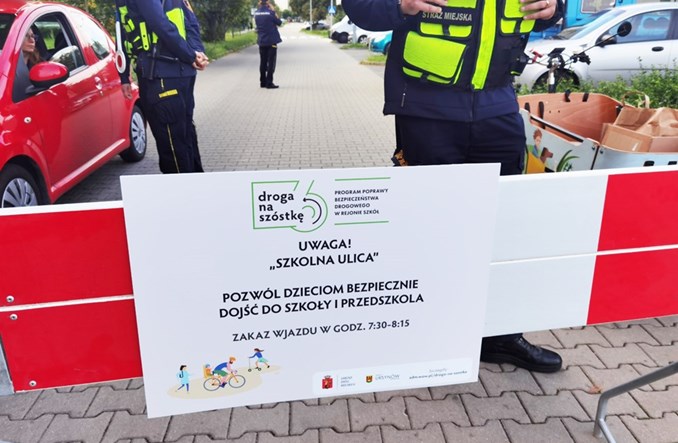 STRAŻ MIEJSKA
droga
na
szóstkę
6
PROGRAM POPRAWY
BEZPIECZEŃSTWA
DROGOWEGO
W REJONIE SZKÓŁ
UWAGA!
„SZKOLNA ULICA”
POZWÓL DZIECIOM BEZPIECZNIE
DOJŚĆ DO SZKOŁY I PRZEDSZKOLA
ZAKAZ WJAZDU W GODZ. 7:30-8:15